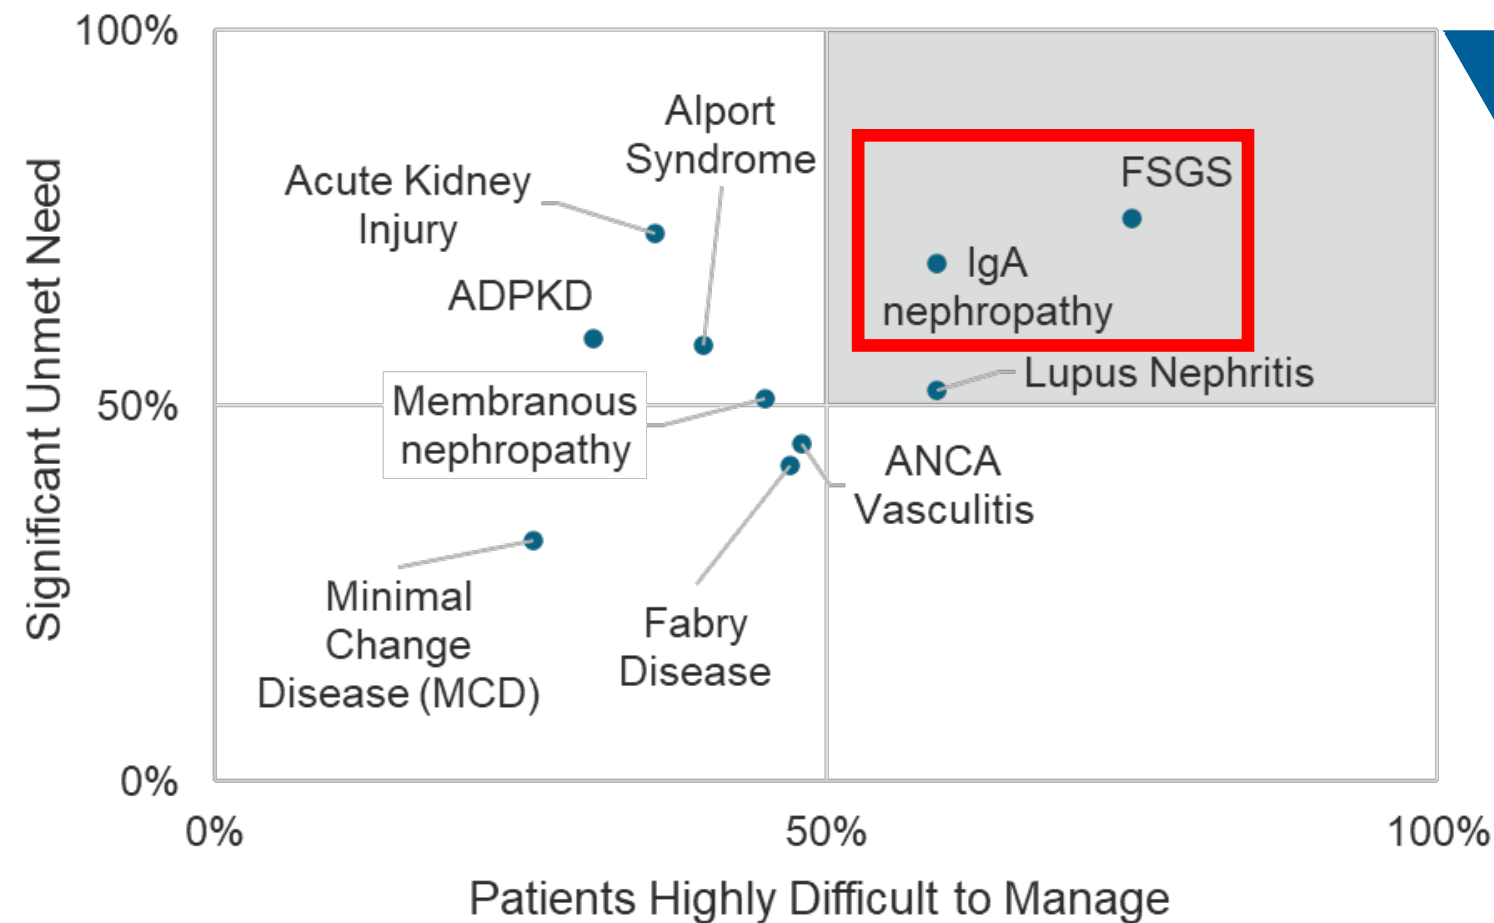 100%
Alport
Syndrome
Acute Kidney
Injury
FSGS
IgA
nephropathy
ADPKD
Lupus Nephritis
Membranous
nephropathy
50%
ANCA
Vasculitis
Minimal
Change
Disease (MCD)
Fabry
Disease
0%
0%
50%
100%
Significant Unmet Need
Patients Highly Difficult to Manage